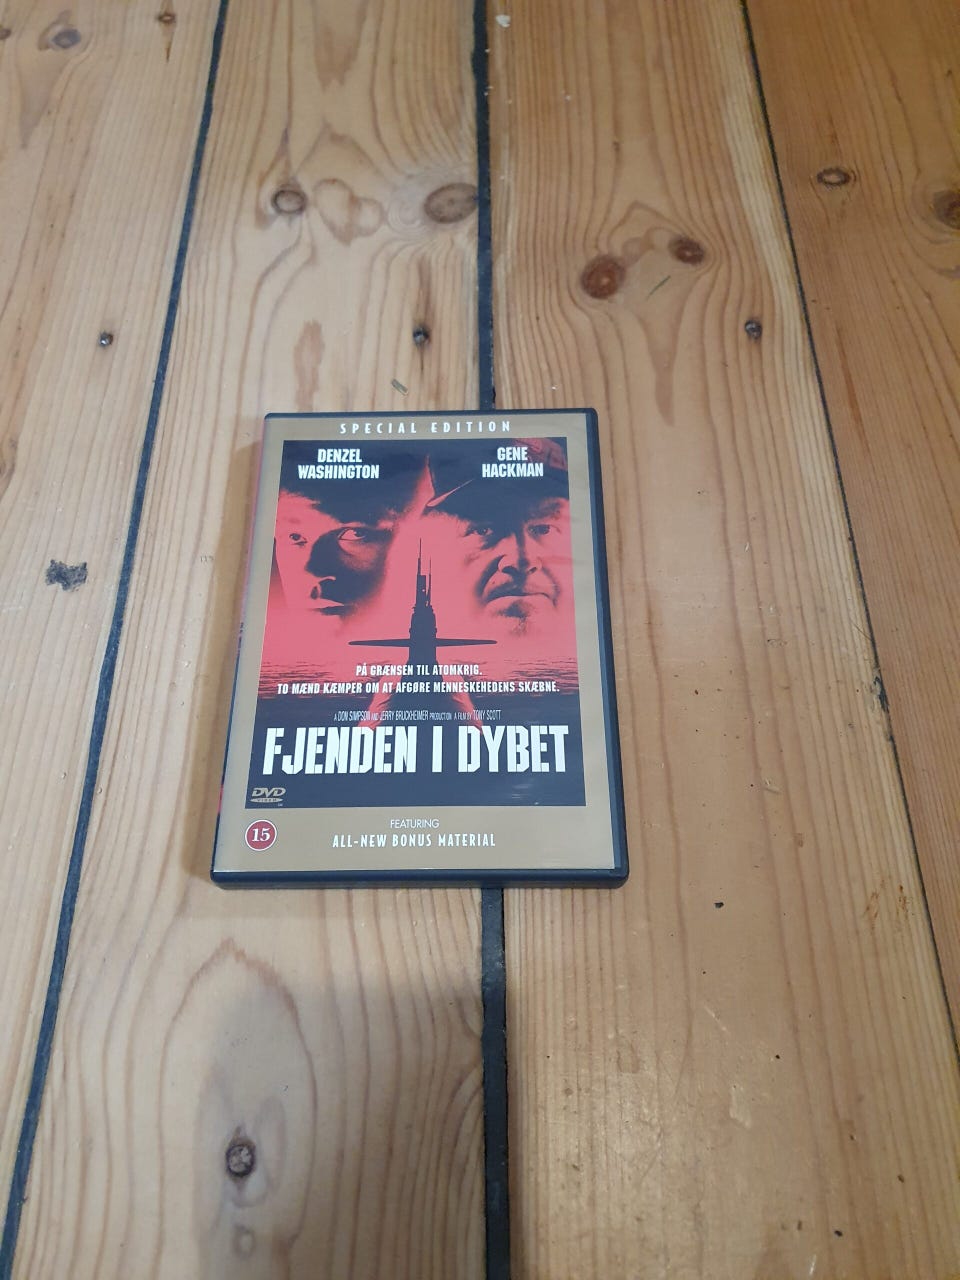 SPECIAL EDITION
DENZEL
WASHINGTON
GENE
HACKMAN
PÅ GRÆNSEN TIL ATOMKRIG.
TO MÆND KÆMPER OM AT AFGØRE MENNESKEHEDENS SKÆBNE.
A DON SIMPSON AND JERRY BRUCKHEIMER PRODUCTION A FILM BY TONY SCOTT
FJENDEN I DYBET
DVD
VIDEO
15
FEATURING
ALL-NEW BONUS MATERIAL